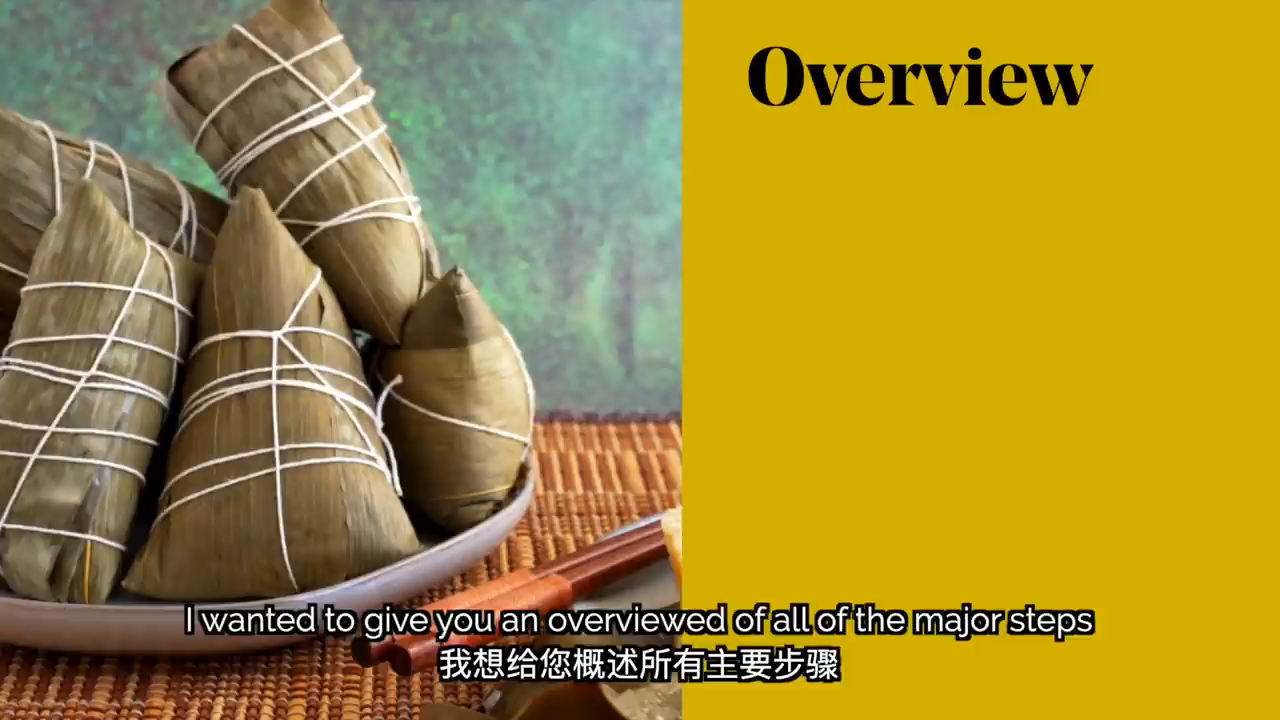 Overview
I wanted to give you an overviewed of all of the major steps
我想给您概述所有主要步骤